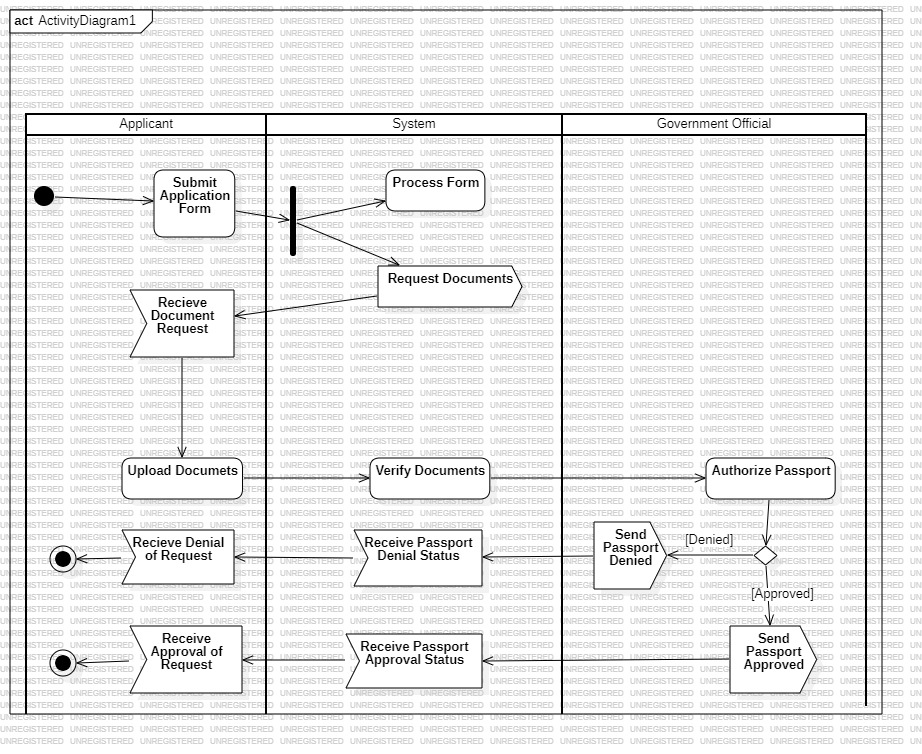 act ActivityDiagram1
Applicant
System
Government Official
Submit
Application
Form
Process Form
Request Documents
Recieve
Document
Request
Upload Documets
Verify Documents
Authorize Passport
Recieve Denial
of Request
Receive Passport
Denial Status
Send
Passport
Denied
[Denied]
[Approved]
Receive
Approval of
Request
Receive Passport
Approval Status
Send
Passport
Approved
UNREGISTERED